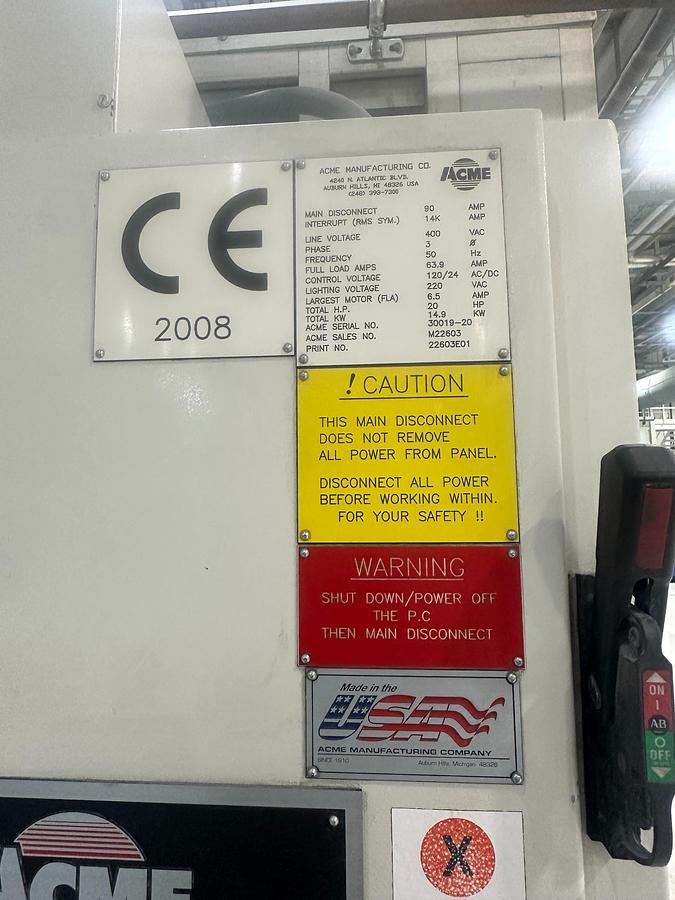 CE
2008
ACME MANUFACTURING CO.
4240 N. ATLANTIC BLVD.
AUBURN HILLS, MI 48326 USA
(248) 393-7300
ACME
MAIN DISCONNECT 90 AMP
INTERRUPT (RMS SYM.) 14K AMP
LINE VOLTAGE 400 VAC
PHASE 3 Ø
FREQUENCY 50 Hz
FULL LOAD AMPS 63.9 AMP
CONTROL VOLTAGE 120/24 AC/DC
LIGHTING VOLTAGE 220 VAC
LARGEST MOTOR (FLA) 6.5 AMP
TOTAL H.P. 20 HP
TOTAL KW 14.9 KW
ACME SERIAL NO. 30019-20
ACME SALES NO. M22603
PRINT NO. 22603E01
! CAUTION
THIS MAIN DISCONNECT
DOES NOT REMOVE
ALL POWER FROM PANEL.
DISCONNECT ALL POWER
BEFORE WORKING WITHIN.
FOR YOUR SAFETY !!
WARNING
SHUT DOWN/POWER OFF
THE P.C
THEN MAIN DISCONNECT
Made in the
USA
ACME MANUFACTURING COMPANY
SINCE 1910 Auburn Hills, Michigan 48326
ON
I
AB
O
OFF
X
ACME